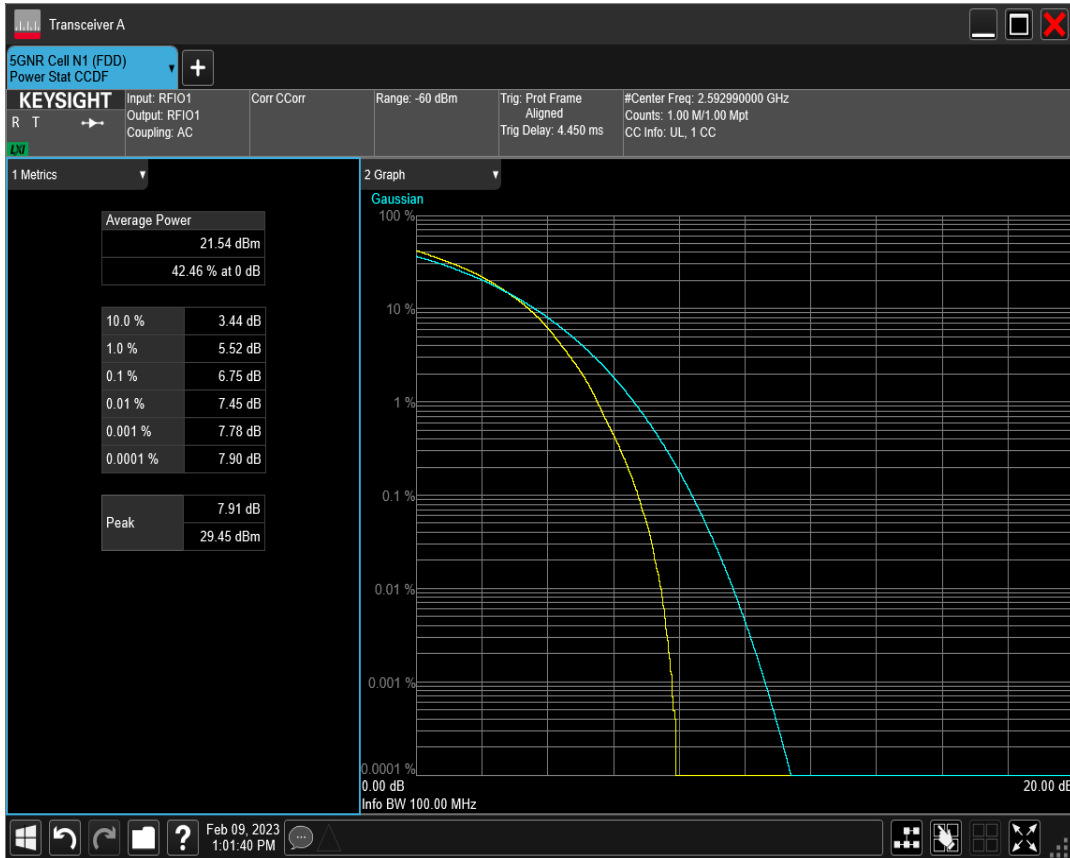 Transceiver A
5GNR Cell N1 (FDD)
Power Stat CCDF
+
KEYSIGHT
R T
LXI
Input: RFIO1
Output: RFIO1
Coupling: AC
Corr CCorr
Range: -60 dBm
Trig: Prot Frame
Aligned
Trig Delay: 4.450 ms
#Center Freq: 2.592990000 GHz
Counts: 1.00 M/1.00 Mpt
CC Info: UL, 1 CC
1 Metrics
Average Power
21.54 dBm
42.46 % at 0 dB
10.0 % 3.44 dB
1.0 % 5.52 dB
0.1 % 6.75 dB
0.01 % 7.45 dB
0.001 % 7.78 dB
0.0001 % 7.90 dB
Peak
7.91 dB
29.45 dBm
2 Graph
Gaussian
100 %
10 %
1 %
0.1 %
0.01 %
0.001 %
0.0001 %
0.00 dB 20.00 dB
Info BW 100.00 MHz
?
Feb 09, 2023
1:01:40 PM